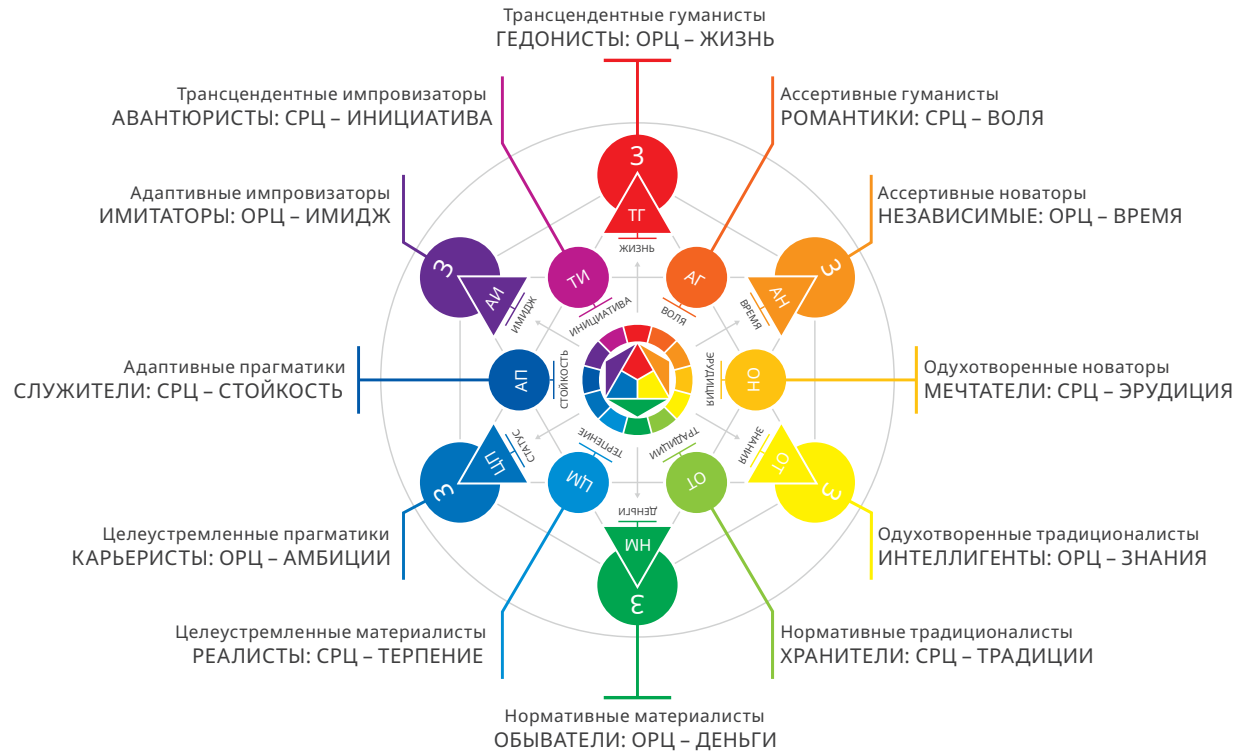 Трансцендентные гуманисты
ГЕДОНИСТЫ: ОРЦ – ЖИЗНЬ
Трансцендентные импровизаторы
АВАНТЮРИСТЫ: СРЦ – ИНИЦИАТИВА
Ассертивные гуманисты
РОМАНТИКИ: СРЦ – ВОЛЯ
Адаптивные импровизаторы
ИМИТАТОРЫ: ОРЦ – ИМИДЖ
Ассертивные новаторы
НЕЗАВИСИМЫЕ: ОРЦ – ВРЕМЯ
Адаптивные прагматики
СЛУЖИТЕЛИ: СРЦ – СТОЙКОСТЬ
Одухотворенные новаторы
МЕЧТАТЕЛИ: СРЦ – ЭРУДИЦИЯ
Целеустремленные прагматики
КАРЬЕРИСТЫ: ОРЦ – АМБИЦИИ
Одухотворенные традиционалисты
ИНТЕЛЛИГЕНТЫ: ОРЦ – ЗНАНИЯ
Целеустремленные материалисты
РЕАЛИСТЫ: СРЦ – ТЕРПЕНИЕ
Нормативные традиционалисты
ХРАНИТЕЛИ: СРЦ – ТРАДИЦИИ
Нормативные материалисты
ОБЫВАТЕЛИ: ОРЦ – ДЕНЬГИ
З
ТГ
ЖИЗНЬ
АГ
ВОЛЯ
З
АН
ВРЕМЯ
ОН
ЭРУДИЦИЯ
З
ОТ
ЗНАНИЯ
ОТ
ТРАДИЦИИ
З
НМ
ДЕНЬГИ
ЦМ
ТЕРПЕНИЕ
З
ЦП
СТАТУС
АП
СТОЙКОСТЬ
З
АИ
ИМИДЖ
ТИ
ИНИЦИАТИВА